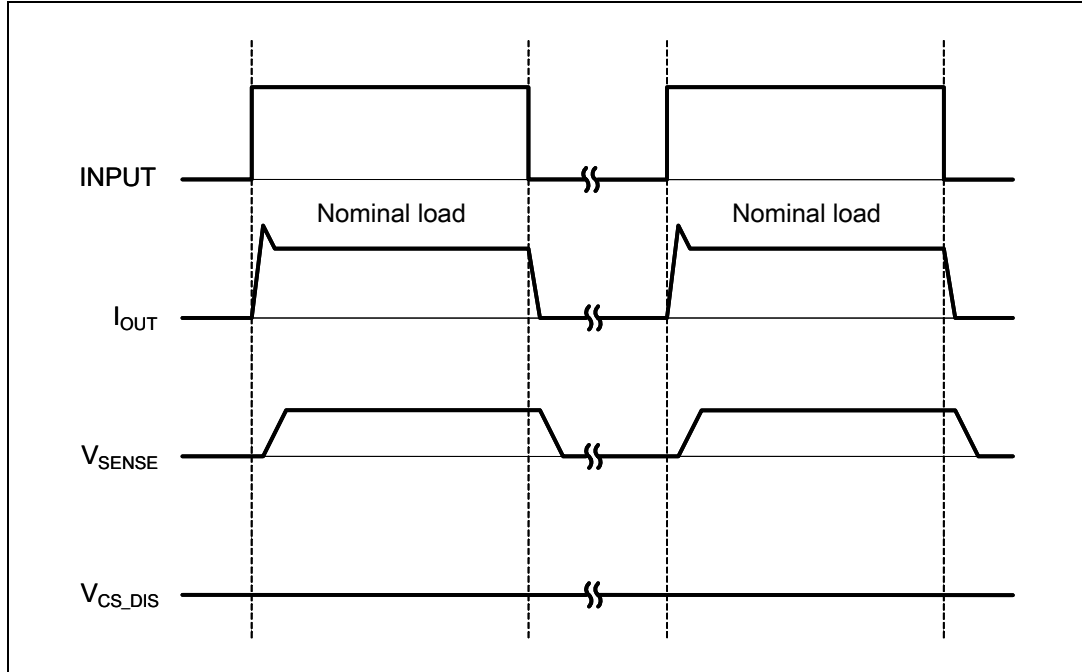 INPUT
Nominal load Nominal load
I_OUT
V_SENSE
V_CS_DIS